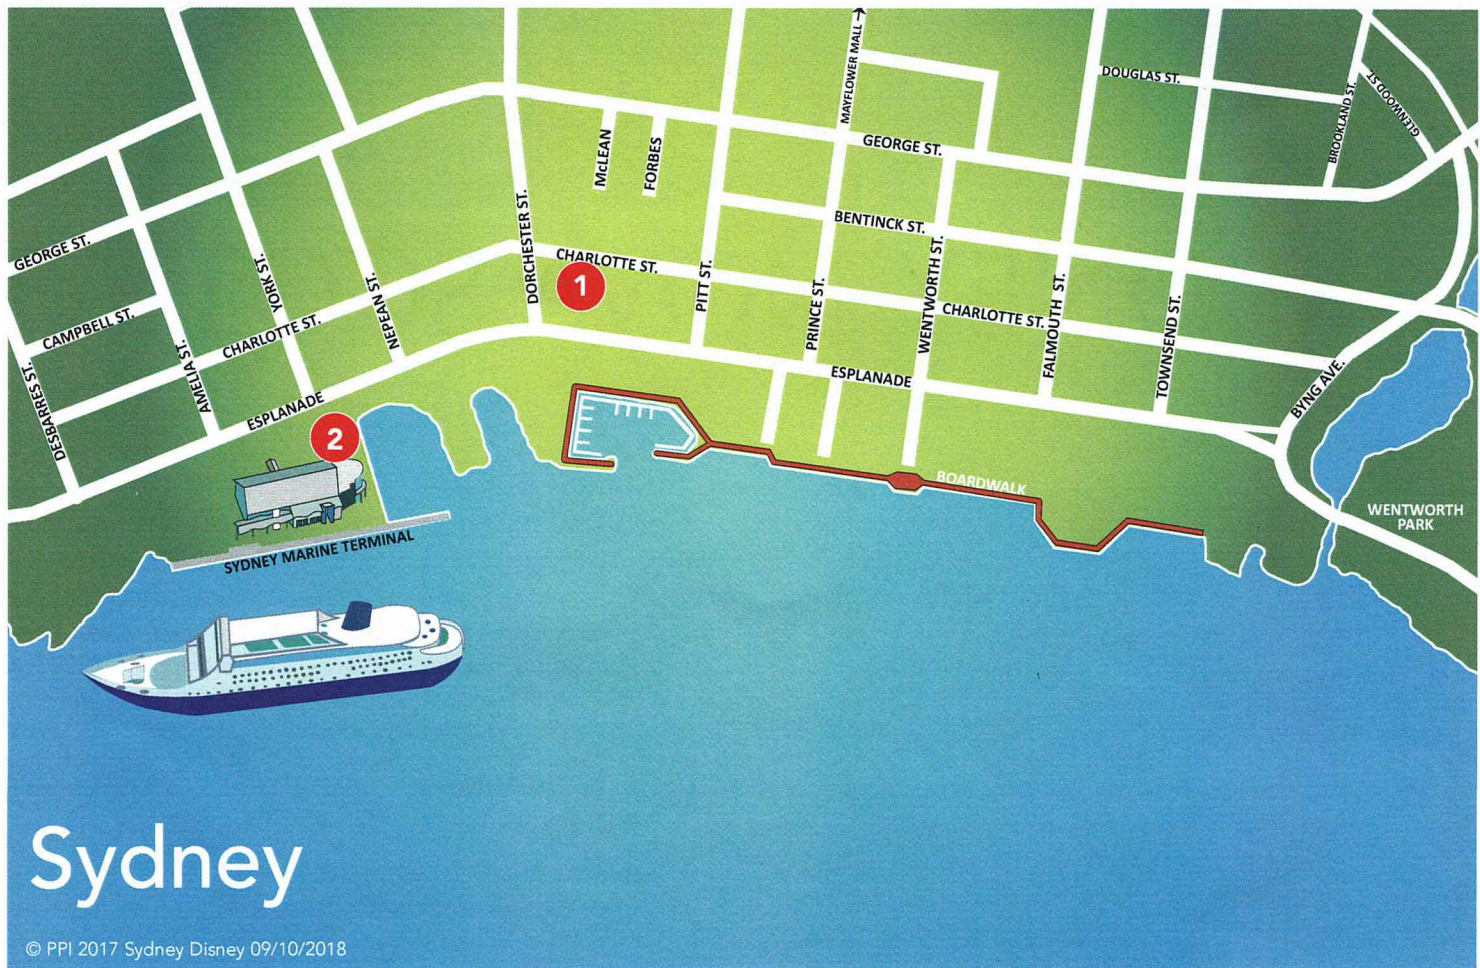 MAYFLOWER MALL
DOUGLAS ST.
BROOKLAND ST.
GLENWOOD ST
McLEAN
FORBES
GEORGE ST.
GEORGE ST.
BENTINCK ST.
DORCHESTER ST.
CHARLOTTE ST.
1
PITT ST.
PRINCE ST.
WENTWORTH ST.
FALMOUTH ST.
TOWNSEND ST.
CHARLOTTE ST.
YORK ST.
NEPEAN ST.
CAMPBELL ST.
CHARLOTTE ST.
AMELIA ST.
DESBARRES ST.
ESPLANADE
ESPLANADE
BYNG AVE.
2
BOARDWALK
WENTWORTH
PARK
SYDNEY MARINE TERMINAL
Sydney
© PPI 2017 Sydney Disney 09/10/2018